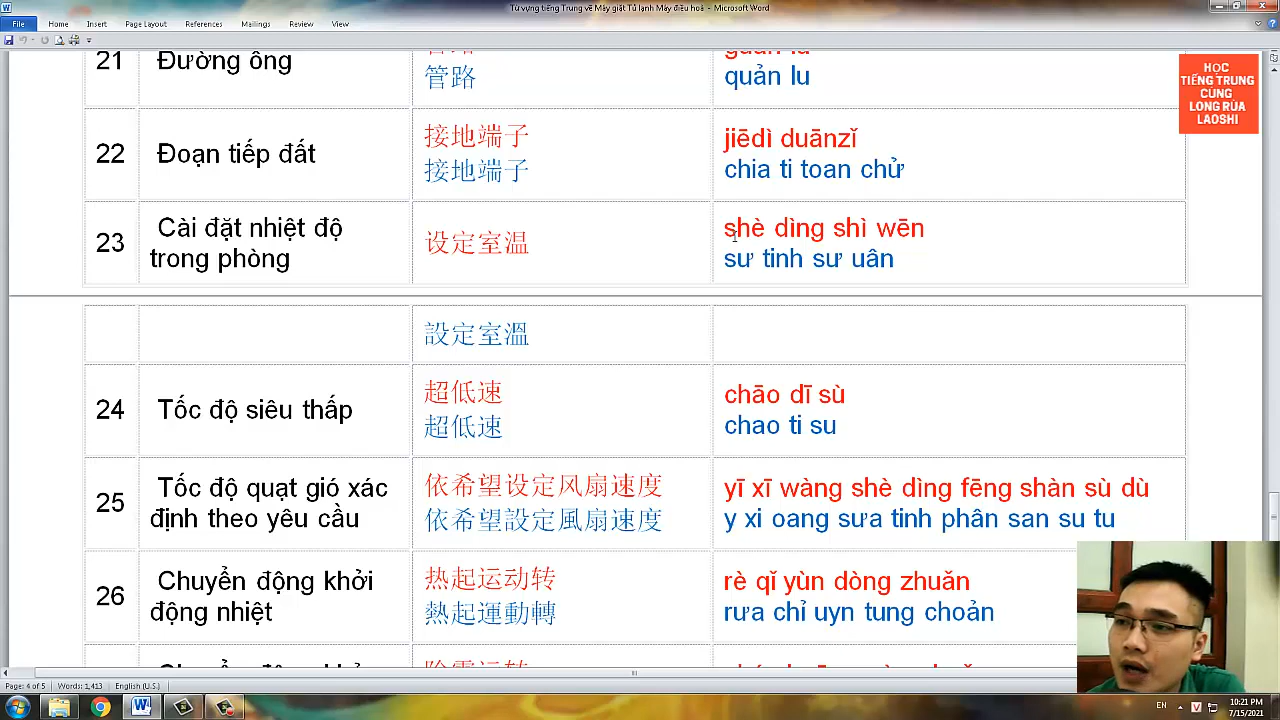 Từ vựng tiếng Trung về Máy giặt Tủ lạnh Máy điều hoà - Microsoft Word
File Home Insert Page Layout References Mailings Review View
HỌC
TIẾNG TRUNG
CÙNG
LONG RÙA
LAOSHI
21 Đường ống
管路 quản lu
22 Đoạn tiếp đất
接地端子 jiēdì duānzǐ
接地端子 chia ti toan chử
23 Cài đặt nhiệt độ
trong phòng
设定室温 shè dìng shì wēn
sư tinh sư uân
設定室溫
24 Tốc độ siêu thấp
超低速 chāo dī sù
超低速 chao ti su
25 Tốc độ quạt gió xác
định theo yêu cầu
依希望设定风扇速度 yī xī wàng shè dìng fēng shàn sù dù
依希望設定風扇速度 y xi oang sưa tinh phân san su tu
26 Chuyển động khởi
động nhiệt
热起运动转 rè qǐ yùn dòng zhuǎn
熱起運動轉 rưa chỉ uyn tung choản
Page: 4 of 5 Words: 1,413 English (U.S.)
EN
10:21 PM
7/15/2021